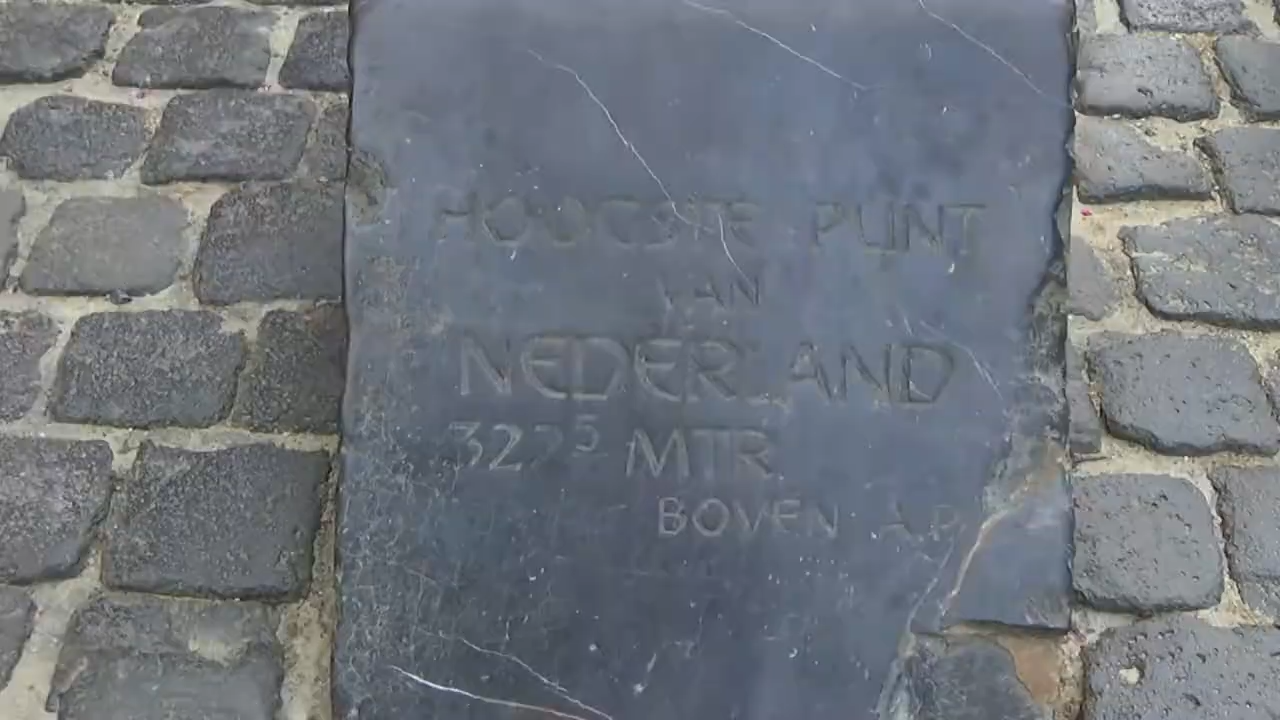 HOOGSTE PUNT
VAN
NEDERLAND
322⁵ MTR
BOVEN A.P.